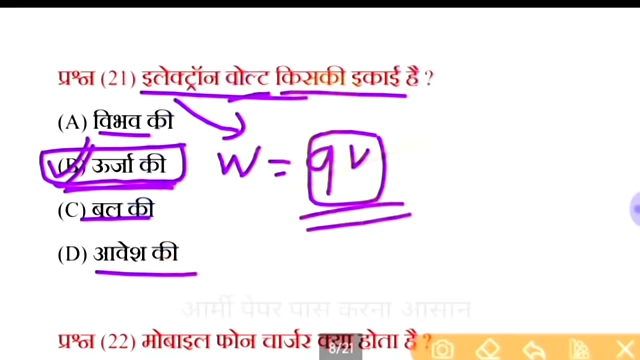 प्रश्न (21) इलेक्ट्रॉन वोल्ट किसकी इकाई है ?
(A) विभव की
(B) ऊर्जा की
W = qv
(C) बल की
(D) आवेश की
आर्मी पेपर पास करना आसान
प्रश्न (22) मोबाइल फोन चार्जर क्या होता है ?
8/21